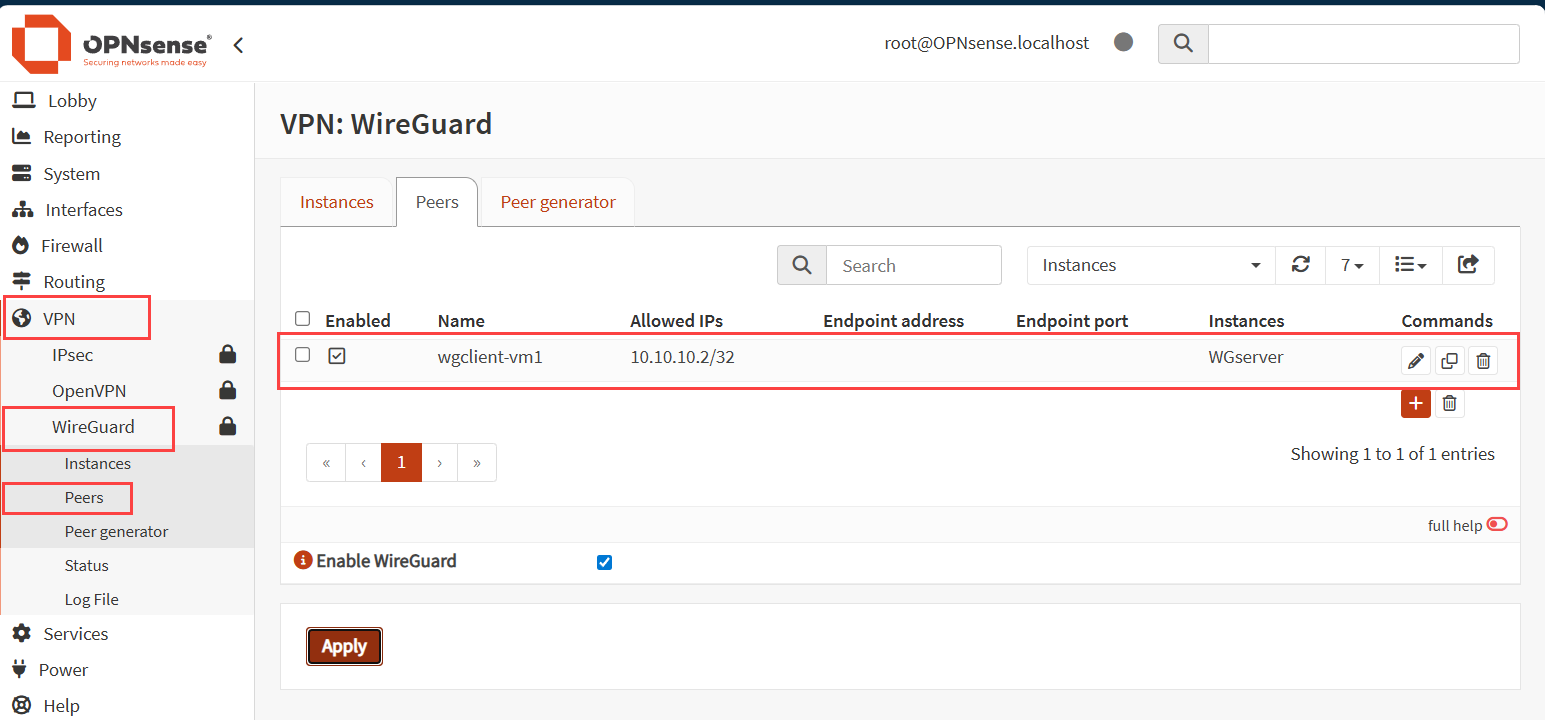 OPNsense®
Securing networks made easy
root@OPNsense.localhost
Lobby
Reporting
System
Interfaces
Firewall
Routing
VPN
IPsec
OpenVPN
WireGuard
Instances
Peers
Peer generator
Status
Log File
Services
Power
Help
VPN: WireGuard
Instances Peers Peer generator
Search Instances 7
Enabled Name Allowed IPs Endpoint address Endpoint port Instances Commands
wgclient-vm1 10.10.10.2/32 WGserver
« ‹ 1 › »
Showing 1 to 1 of 1 entries
full help
Enable WireGuard
Apply